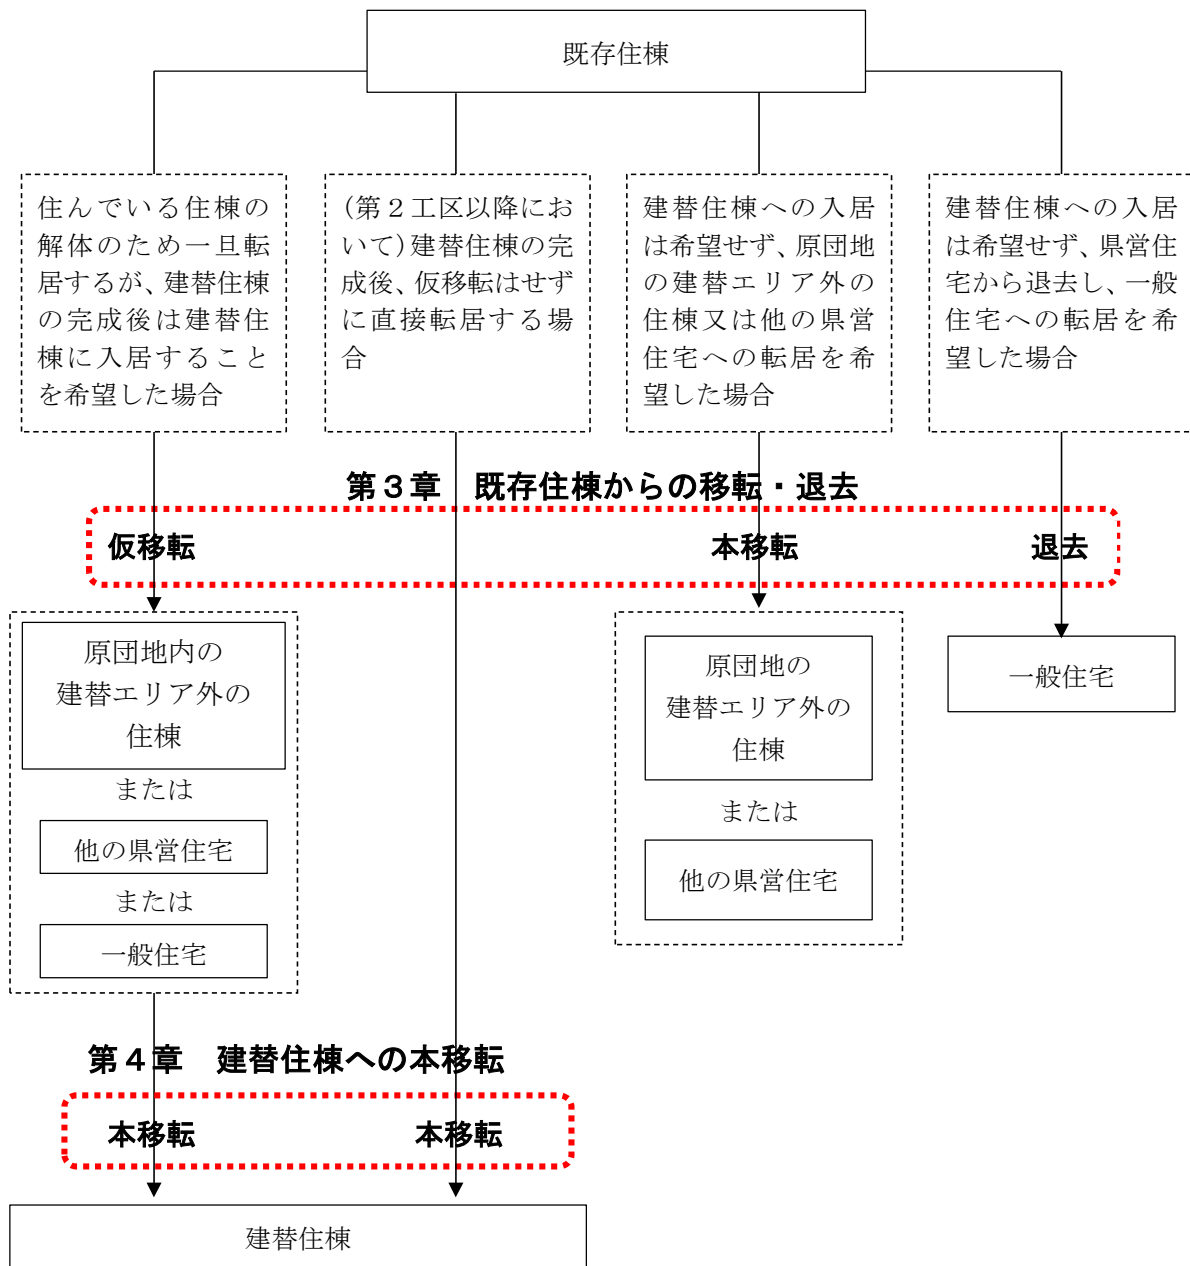 既存住棟
住んでいる住棟の
解体のため一旦転
居するが、建替住棟
の完成後は建替住
棟に入居すること
を希望した場合
(第２工区以降にお
いて)建替住棟の完
成後、仮移転はせず
に直接転居する場
合
建替住棟への入居
は希望せず、原団地
の建替エリア外の
住棟又は他の県営
住宅への転居を希
望した場合
建替住棟への入居
は希望せず、県営住
宅から退去し、一般
住宅への転居を希
望した場合
第３章　既存住棟からの移転・退去
仮移転
本移転
退去
原団地内の
建替エリア外の
住棟
または
他の県営住宅
または
一般住宅
原団地の
建替エリア外の
住棟
または
他の県営住宅
一般住宅
第４章　建替住棟への本移転
本移転
本移転
建替住棟